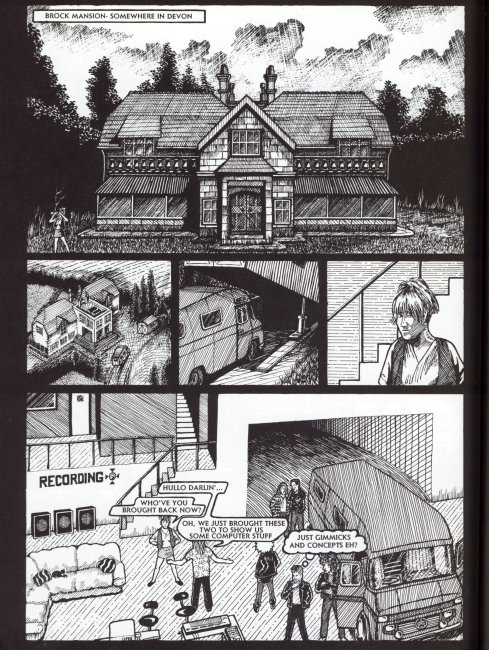 BROCK MANSION- SOMEWHERE IN DEVON
RECORDING
HULLO DARLIN'...
WHO'VE YOU
BROUGHT BACK NOW?
OH, WE JUST BROUGHT THESE
TWO TO SHOW US
SOME COMPUTER STUFF
JUST GIMMICKS
AND CONCEPTS EH?